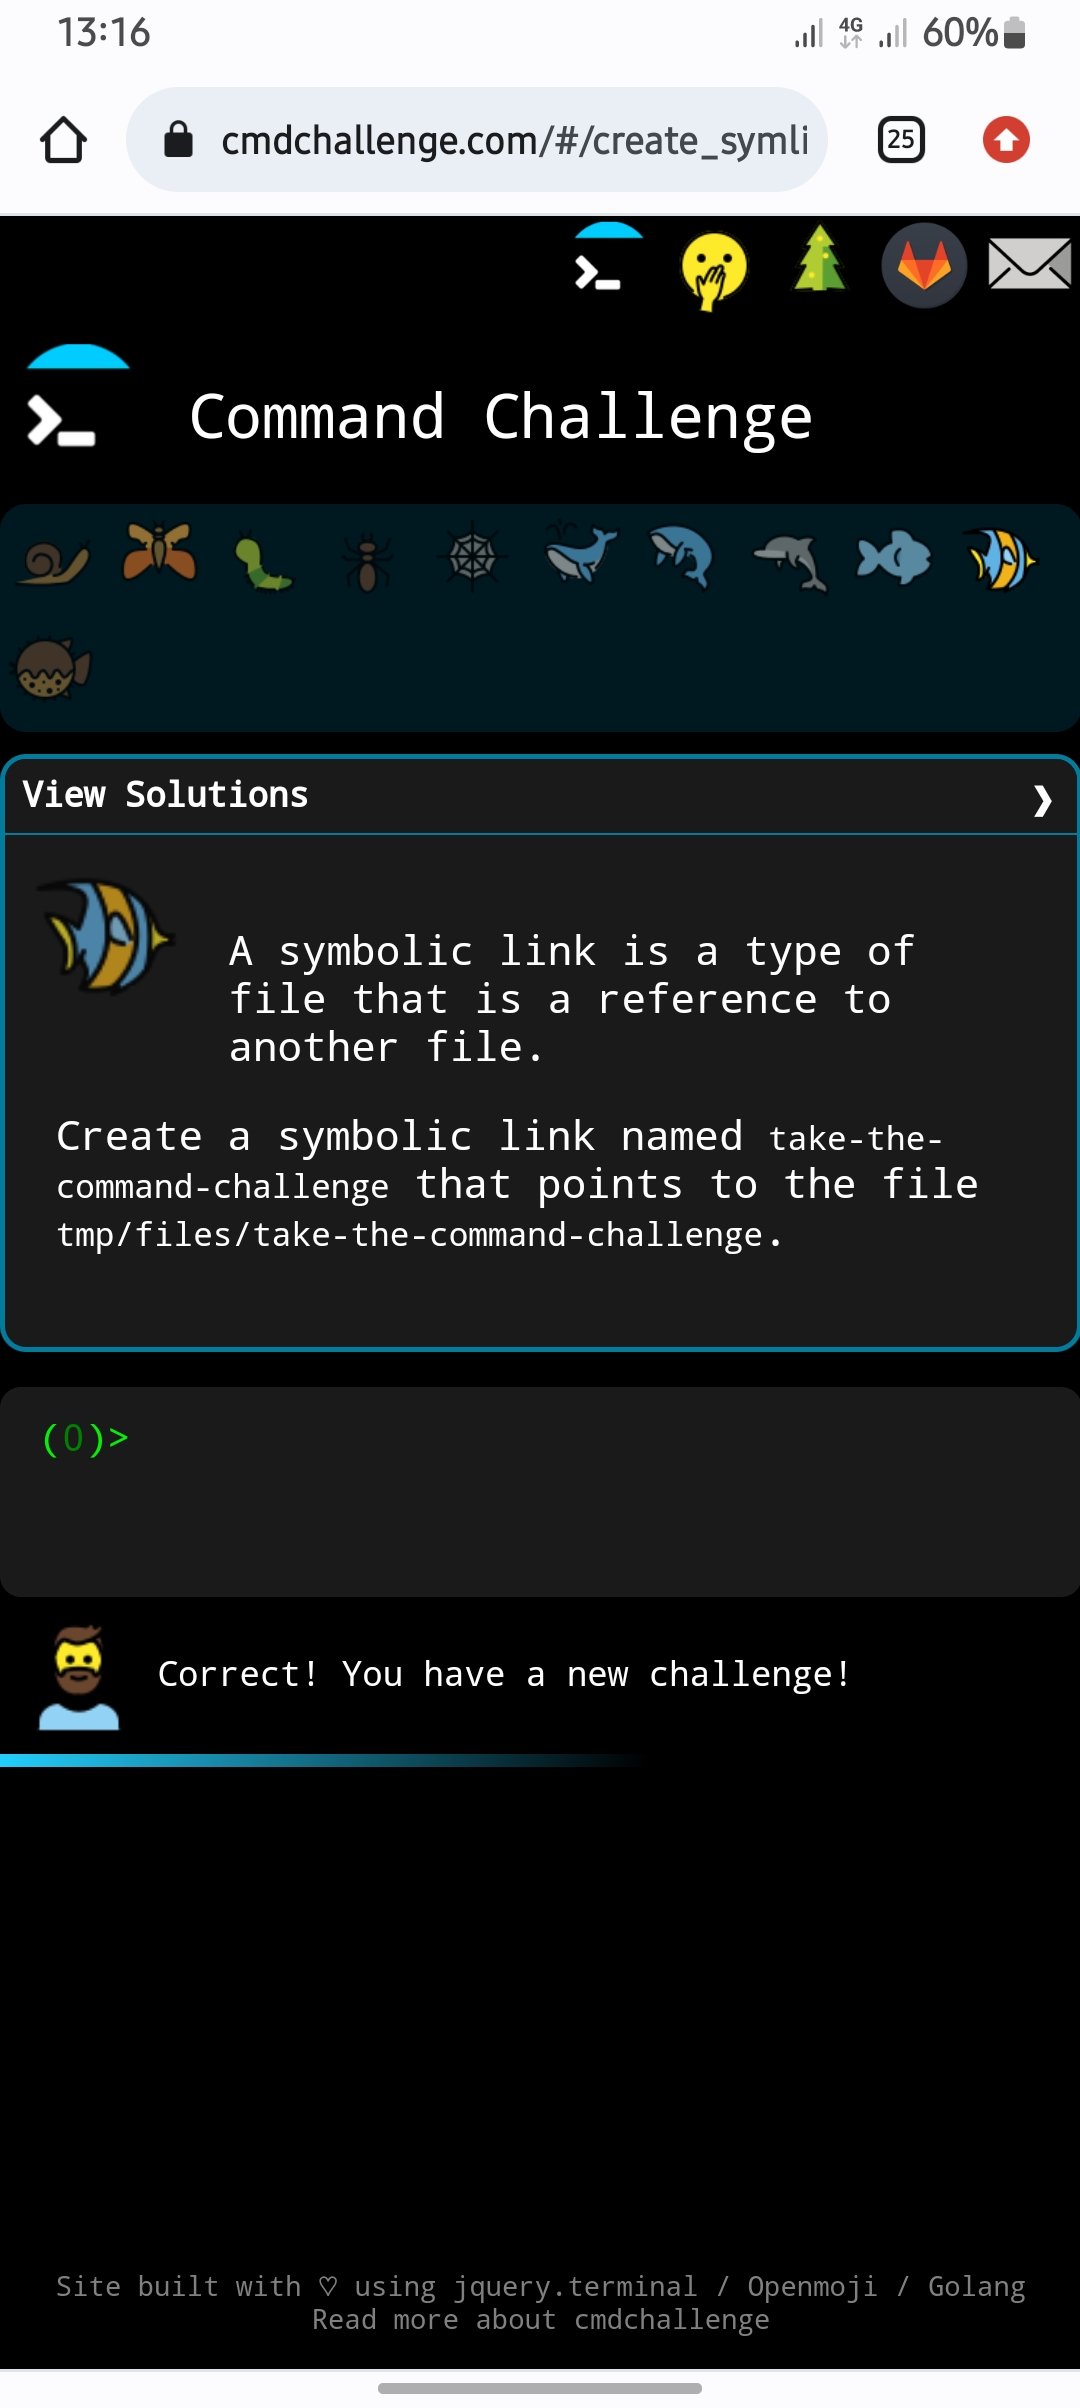 13:16
4G
60%
cmdchallenge.com/#/create_symli
25
Command Challenge
View Solutions
A symbolic link is a type of
file that is a reference to
another file.
Create a symbolic link named take-the-
command-challenge that points to the file
tmp/files/take-the-command-challenge.
(0)>
Correct! You have a new challenge!
Site built with ♡ using jquery.terminal / Openmoji / Golang
Read more about cmdchallenge